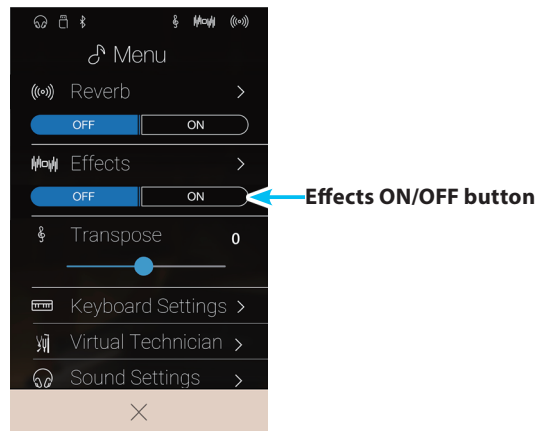 Menu
Reverb
OFF ON
Effects
OFF ON
Effects ON/OFF button
Transpose 0
Keyboard Settings
Virtual Technician
Sound Settings